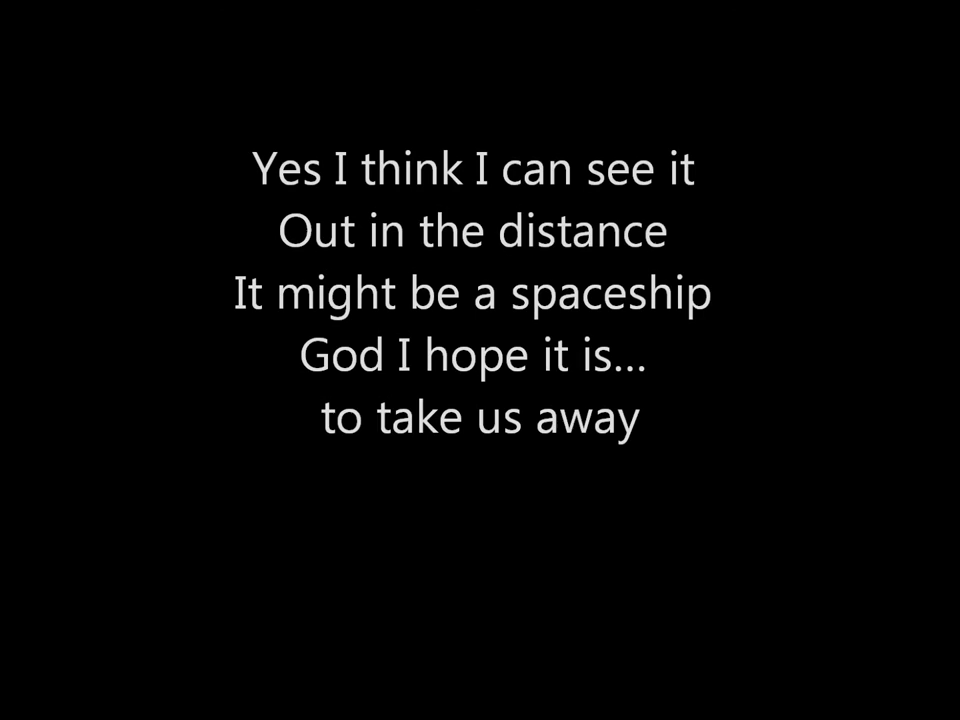 Yes I think I can see it
Out in the distance
It might be a spaceship
God I hope it is...
to take us away